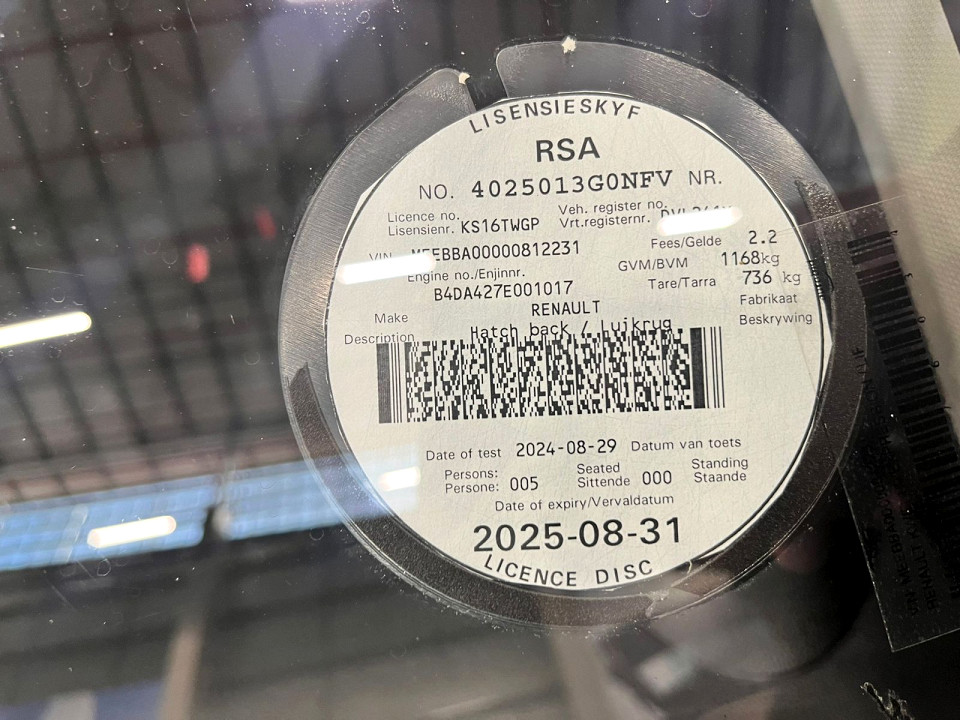 LISENSIESKYF
RSA
NO. 4025013G0NFV NR.
Licence no. Veh. register no.
Lisensienr. KS16TWGP Vrt.registernr.
VIN
Fees/Gelde 2.2
Engine no./Enjinnr. GVM/BVM 1168kg
B4DA427E001017 Tare/Tarra 736 kg
RENAULT
Make Fabrikaat
Hatch back / Luikrug
Description Beskrywing
Date of test 2024-08-29 Datum van toets
Persons: Seated Standing
Persone: 005 Sittende 000 Staande
Date of expiry/Vervaldatum
2025-08-31
LICENCE DISC